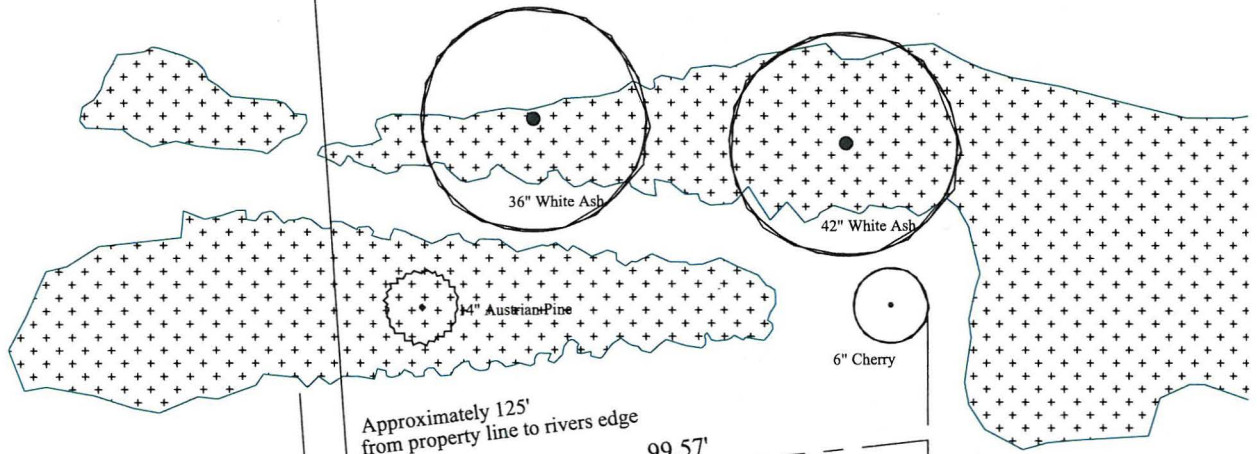 36" White Ash
42" White Ash
14" Austrian Pine
6" Cherry
Approximately 125'
from property line to rivers edge
99.57'